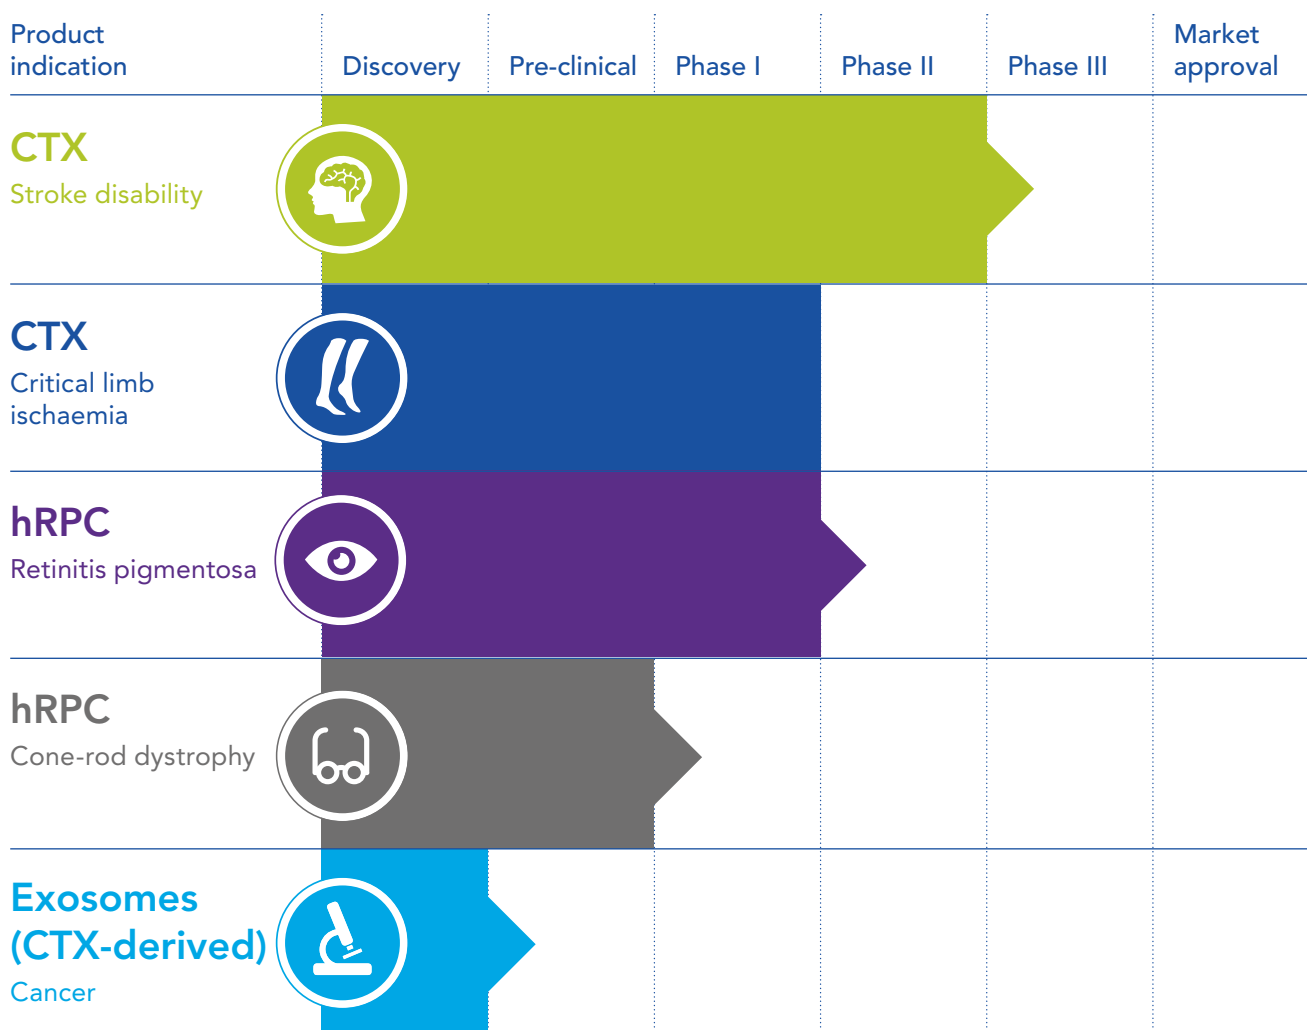 Product
indication
Discovery
Pre-clinical
Phase I
Phase II
Phase III
Market
approval
CTX
Stroke disability
CTX
Critical limb
ischaemia
hRPC
Retinitis pigmentosa
hRPC
Cone-rod dystrophy
Exosomes
(CTX-derived)
Cancer